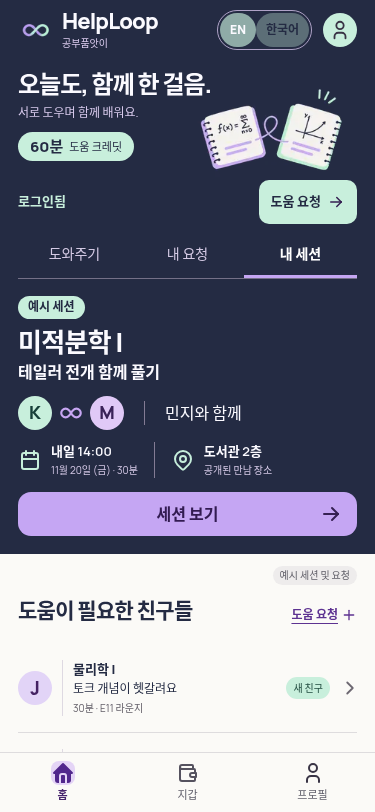 HelpLoop
공부품앗이
EN
한국어
오늘도, 함께 한 걸음.
서로 도우며 함께 배워요.
60분 도움 크레딧
f(x) =
로그인됨
도움 요청
도와주기
내 요청
내 세션
예시 세션
미적분학 I
테일러 전개 함께 풀기
K
M
민지와 함께
내일 14:00
11월 20일 (금) · 30분
도서관 2층
공개된 만남 장소
세션 보기
예시 세션 및 요청
도움이 필요한 친구들
도움 요청
J
물리학 I
토크 개념이 헷갈려요
30분 · E11 라운지
새 친구
홈
지갑
프로필